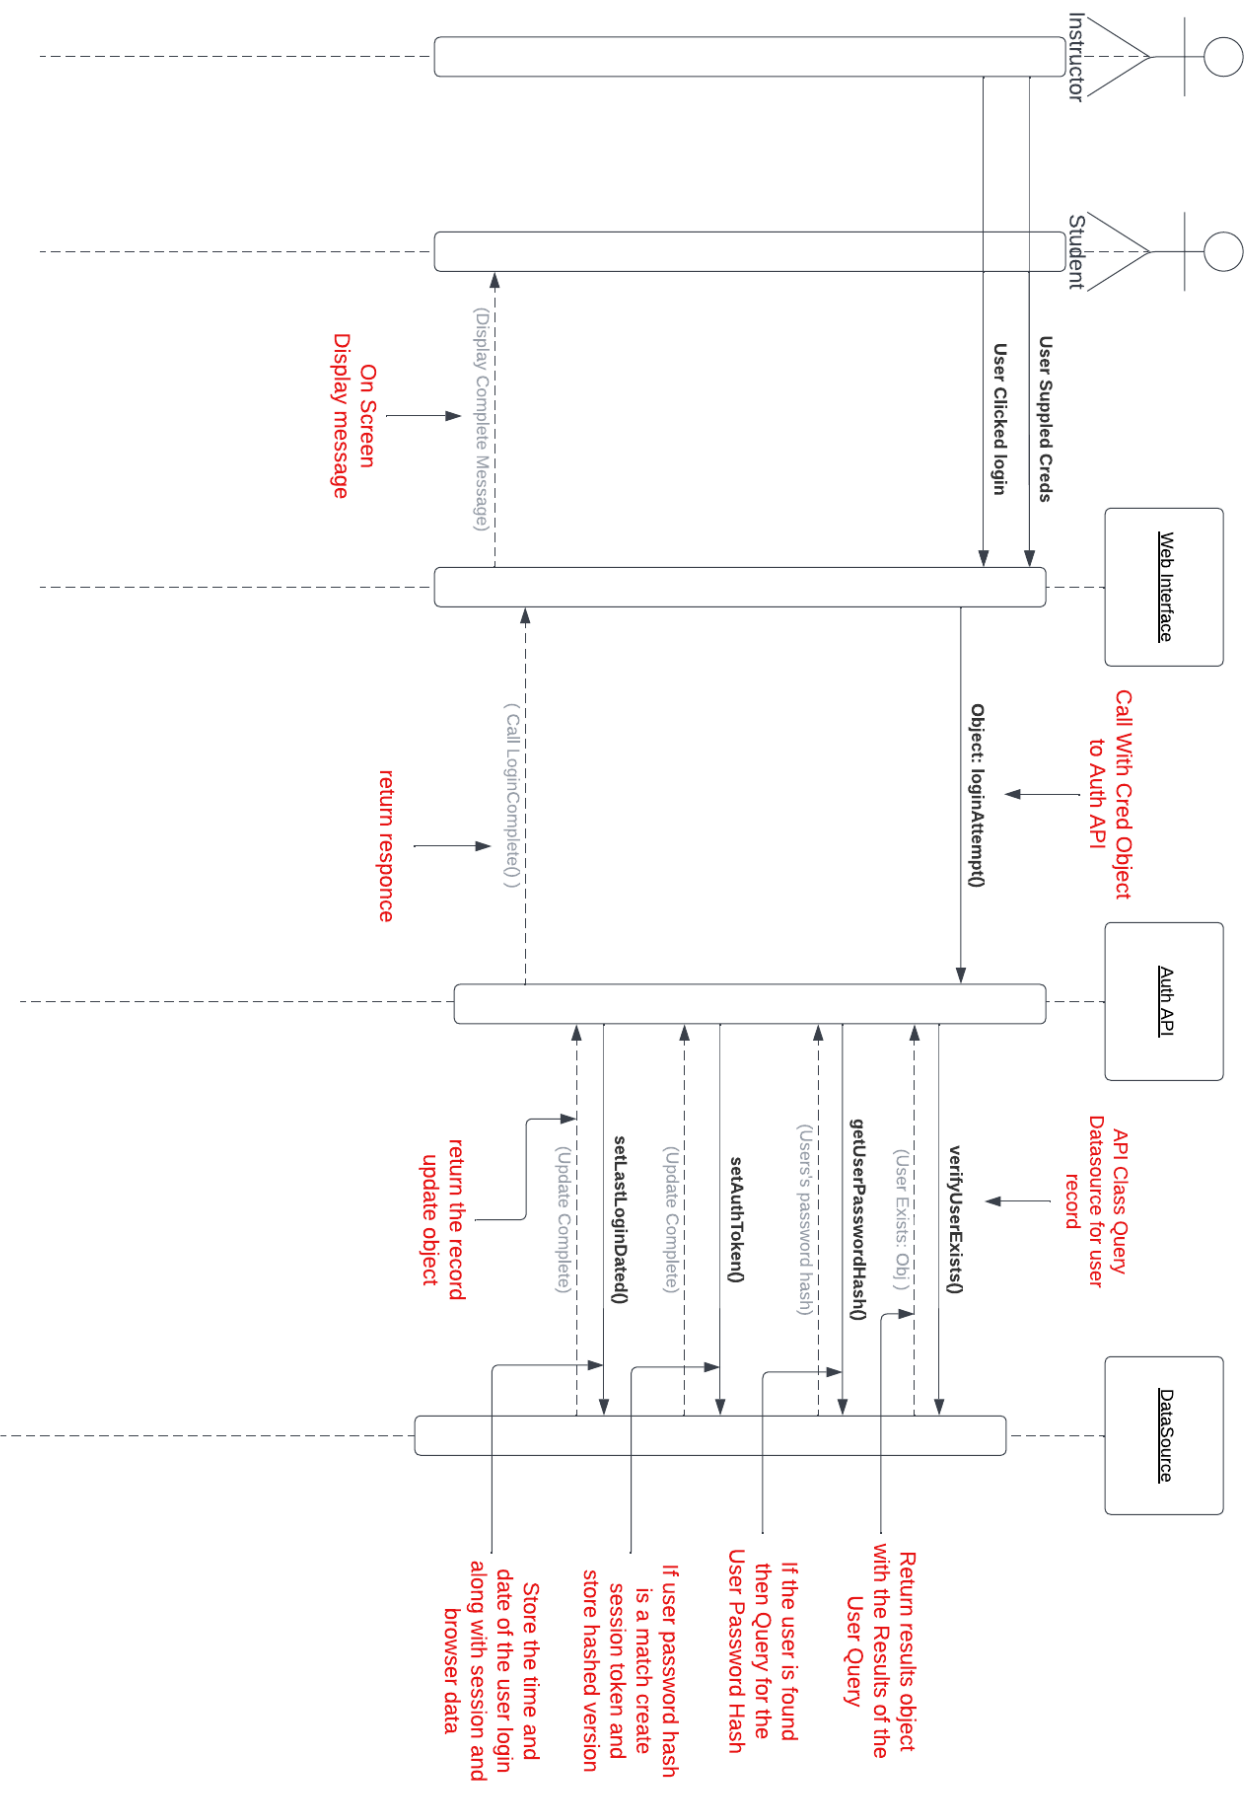 Instructor
Student
Web Interface
Auth API
DataSource
Call With Cred Object
to Auth API
API Class Query
Datasource for user
record
User Suppled Creds
User Clicked login
Object: loginAttempt()
verifyUserExists()
(User Exists: Obj )
Return results object
with the Results of the
User Query
getUserPasswordHash()
(Users's password hash)
If the user is found
then Query for the
User Password Hash
setAuthToken()
(Update Complete)
If user password hash
is a match create
session token and
store hashed version
setLastLoginDated()
(Update Complete)
Store the time and
date of the user login
along with session and
browser data
return the record
update object
( Call LoginComplete() )
return responce
(Display Complete Message)
On Screen
Display message